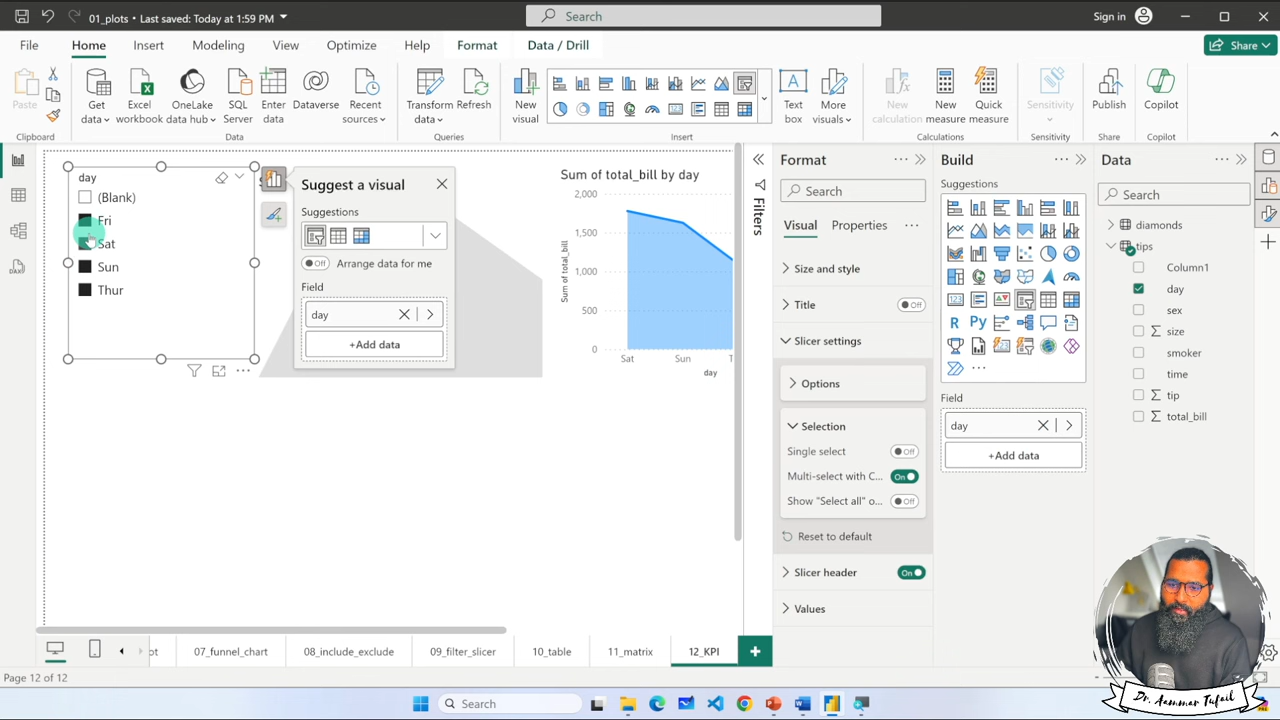 01_plots • Last saved: Today at 1:59 PM
Search
Sign in
File Home Insert Modeling View Optimize Help Format Data / Drill
Share
Paste
Get data
Excel workbook
OneLake data hub
SQL Server
Enter data
Dataverse
Recent sources
Transform data
Refresh
New visual
Text box
More visuals
New calculation
New measure
Quick measure
Sensitivity
Publish
Copilot
Clipboard
Data
Queries
Insert
Calculations
Sensitivity
Share
Copilot
day
(Blank)
Fri
Sat
Sun
Thur
Suggest a visual
Suggestions
Off Arrange data for me
Field
day
+Add data
Sum of total_bill by day
2,000
1,500
1,000
500
0
Sum of total_bill
Sat Sun T
day
Filters
Format
Search
Visual Properties
Size and style
Title Off
Slicer settings
Options
Selection
Single select Off
Multi-select with C... On
Show "Select all" o... Off
Reset to default
Slicer header On
Values
Build
Suggestions
R Py
Field
day
+Add data
Data
Search
diamonds
tips
Column1
day
sex
Σ size
smoker
time
Σ tip
Σ total_bill
ot 07_funnel_chart 08_include_exclude 09_filter_slicer 10_table 11_matrix 12_KPI
Page 12 of 12
Search
Dr. Aammar Tufail